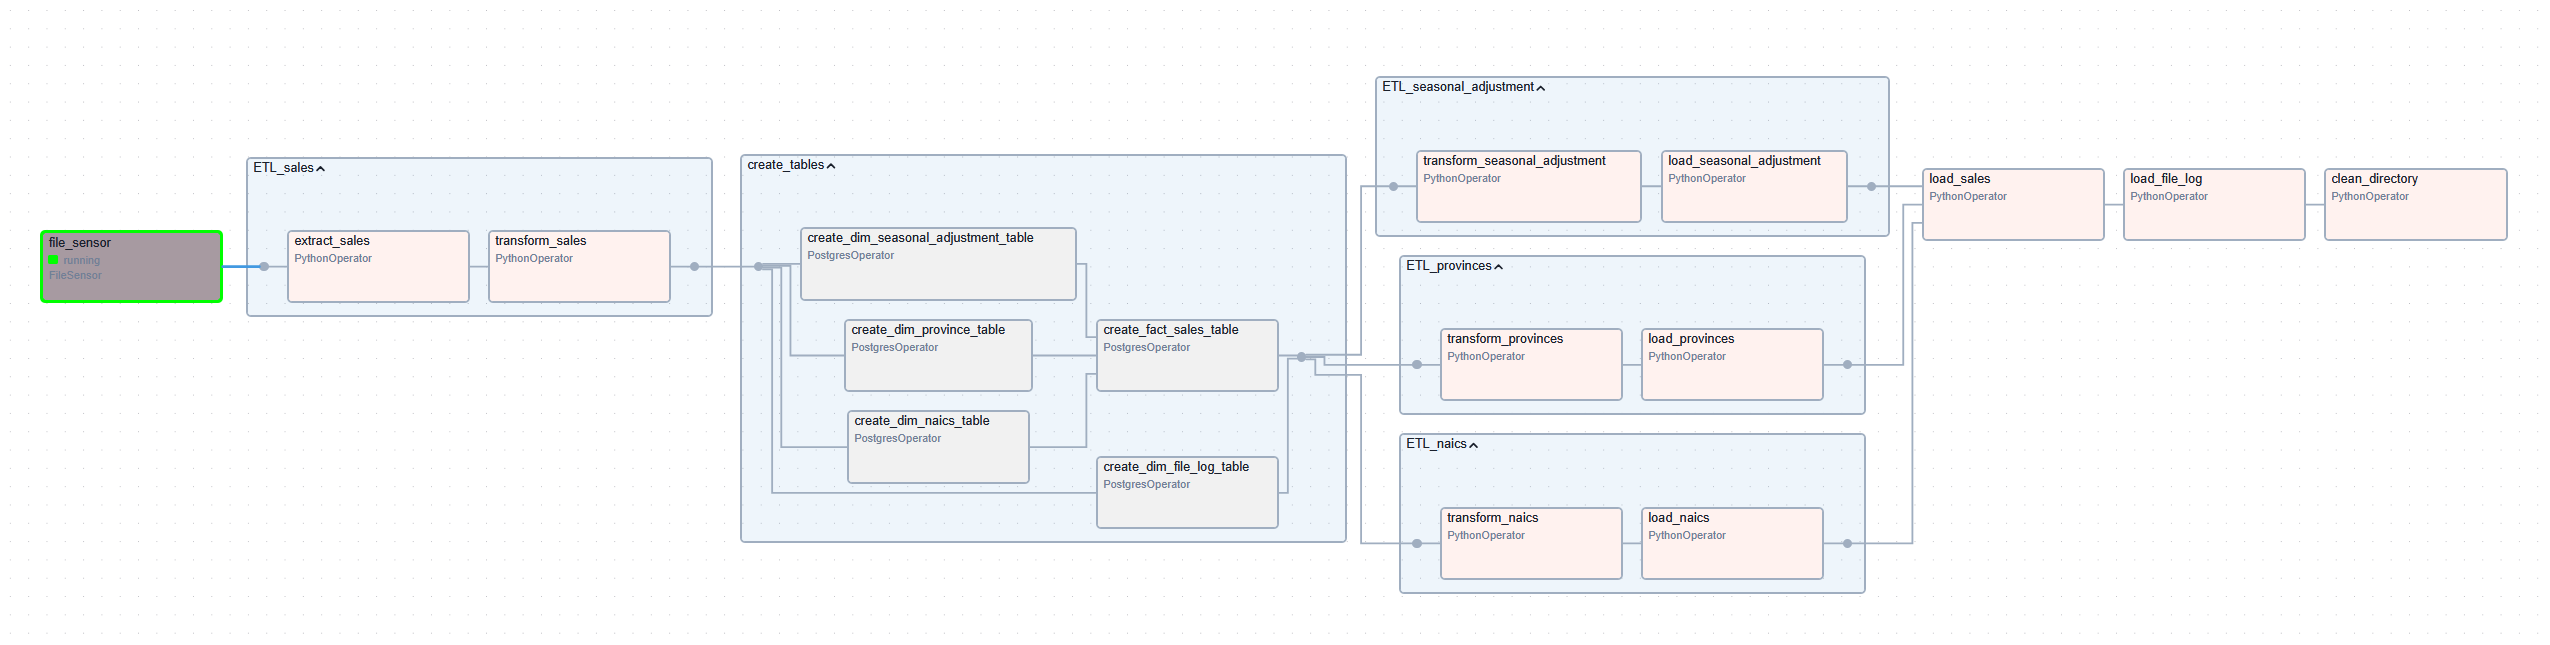 file_sensor
running
FileSensor
ETL_sales
extract_sales
PythonOperator
transform_sales
PythonOperator
create_tables
create_dim_seasonal_adjustment_table
PostgresOperator
create_dim_province_table
PostgresOperator
create_dim_naics_table
PostgresOperator
create_fact_sales_table
PostgresOperator
create_dim_file_log_table
PostgresOperator
ETL_seasonal_adjustment
transform_seasonal_adjustment
PythonOperator
load_seasonal_adjustment
PythonOperator
ETL_provinces
transform_provinces
PythonOperator
load_provinces
PythonOperator
ETL_naics
transform_naics
PythonOperator
load_naics
PythonOperator
load_sales
PythonOperator
load_file_log
PythonOperator
clean_directory
PythonOperator